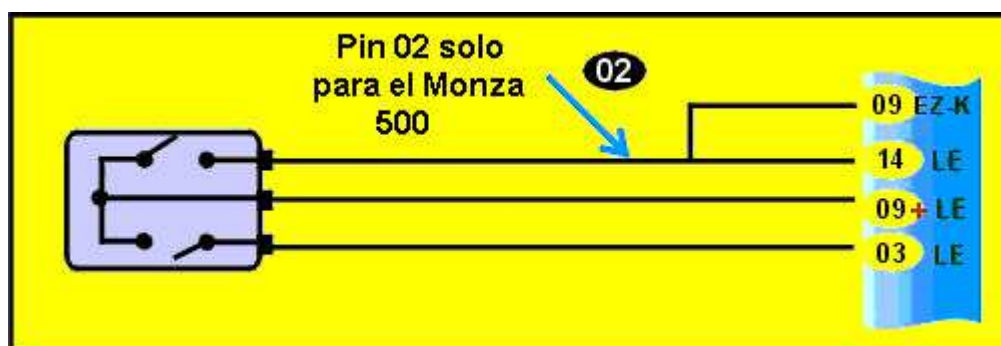 Pin 02 solo
para el Monza
500
02
09 EZ-K
14 LE
09+ LE
03 LE